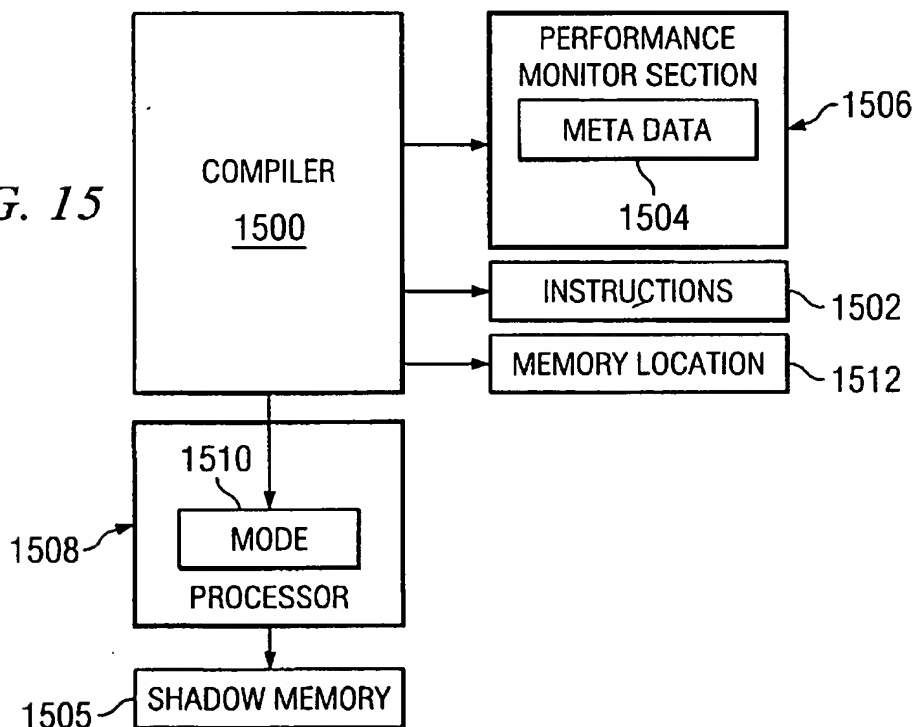 G. 15
COMPILER
1500
PERFORMANCE
MONITOR SECTION
META DATA
1504
1506
INSTRUCTIONS
1502
MEMORY LOCATION
1512
1510
MODE
PROCESSOR
1508
SHADOW MEMORY
1505